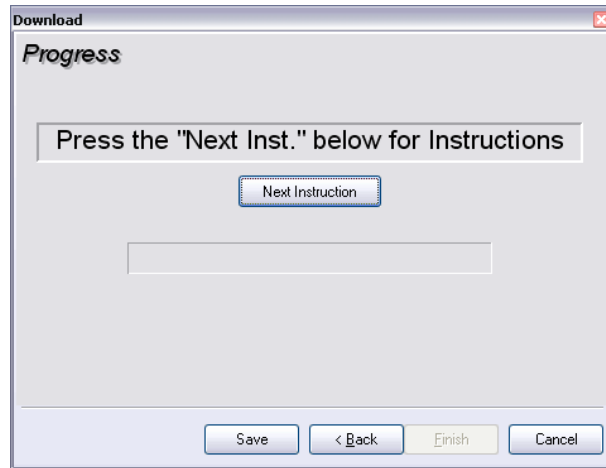 Download
Progress
Press the "Next Inst." below for Instructions
Next Instruction
Save < Back Finish Cancel